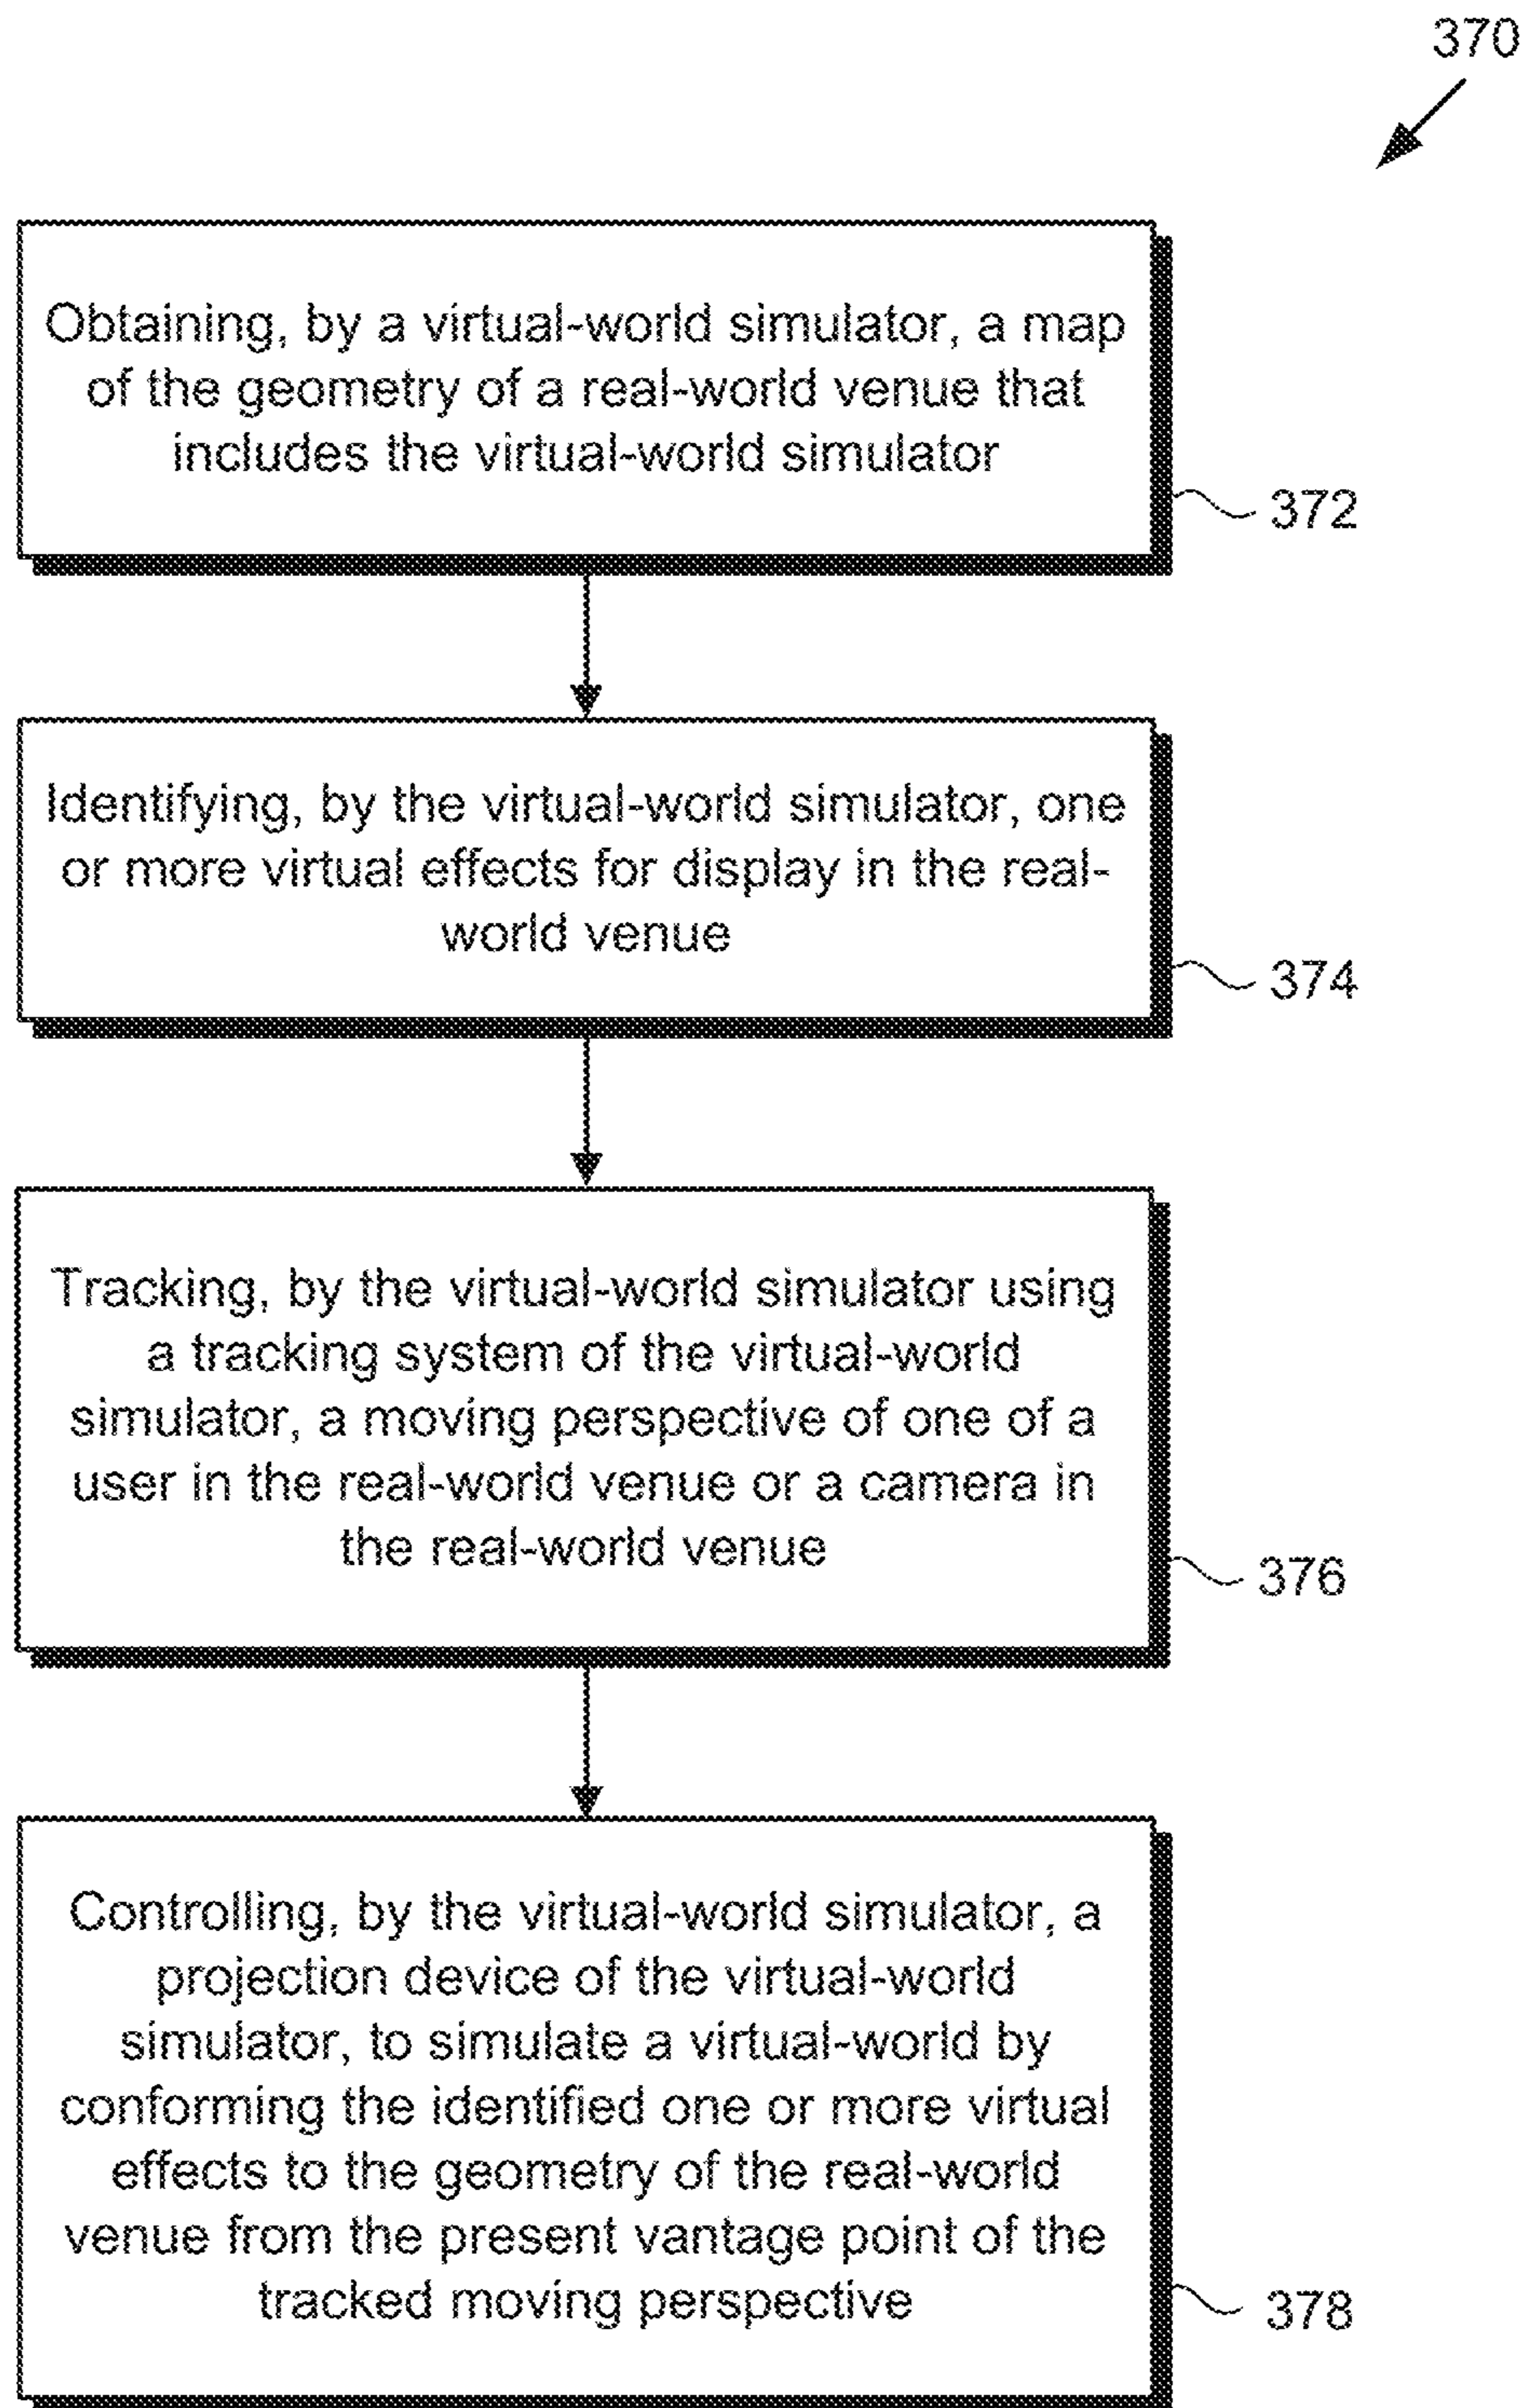 370
Obtaining, by a virtual-world simulator, a map
of the geometry of a real-world venue that
includes the virtual-world simulator
372
Identifying, by the virtual-world simulator, one
or more virtual effects for display in the real-
world venue
374
Tracking, by the virtual-world simulator using
a tracking system of the virtual-world
simulator, a moving perspective of one of a
user in the real-world venue or a camera in
the real-world venue
376
Controlling, by the virtual-world simulator, a
projection device of the virtual-world
simulator, to simulate a virtual-world by
conforming the identified one or more virtual
effects to the geometry of the real-world
venue from the present vantage point of the
tracked moving perspective
378